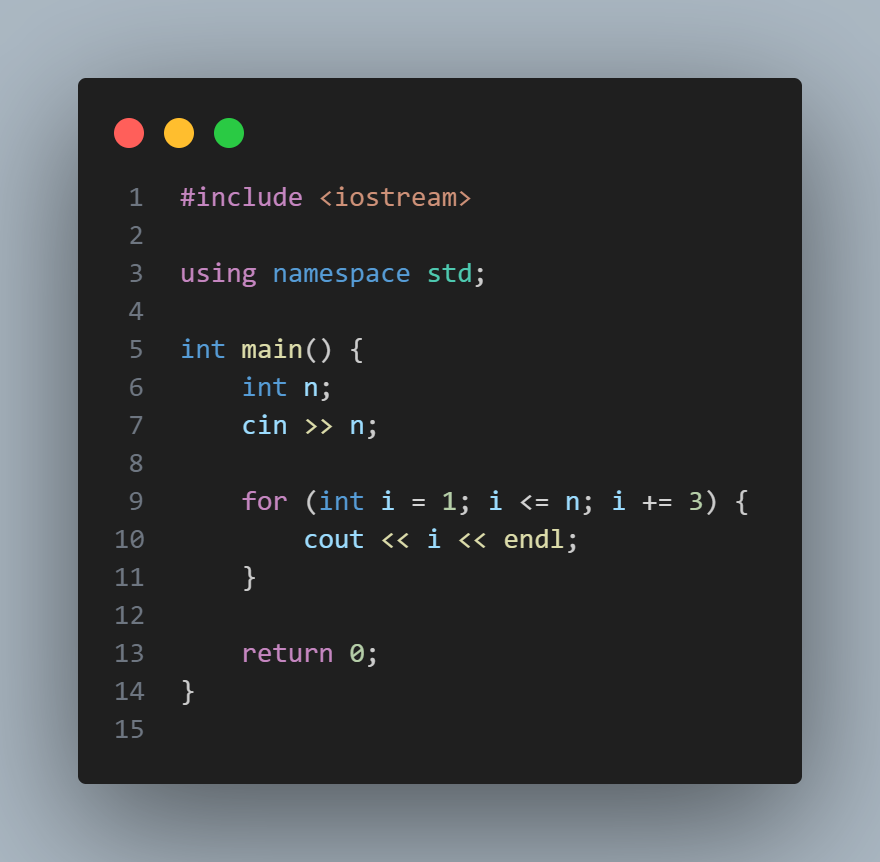 1 #include <iostream>
2
3 using namespace std;
4
5 int main() {
6     int n;
7     cin >> n;
8
9     for (int i = 1; i <= n; i += 3) {
10         cout << i << endl;
11     }
12
13     return 0;
14 }
15